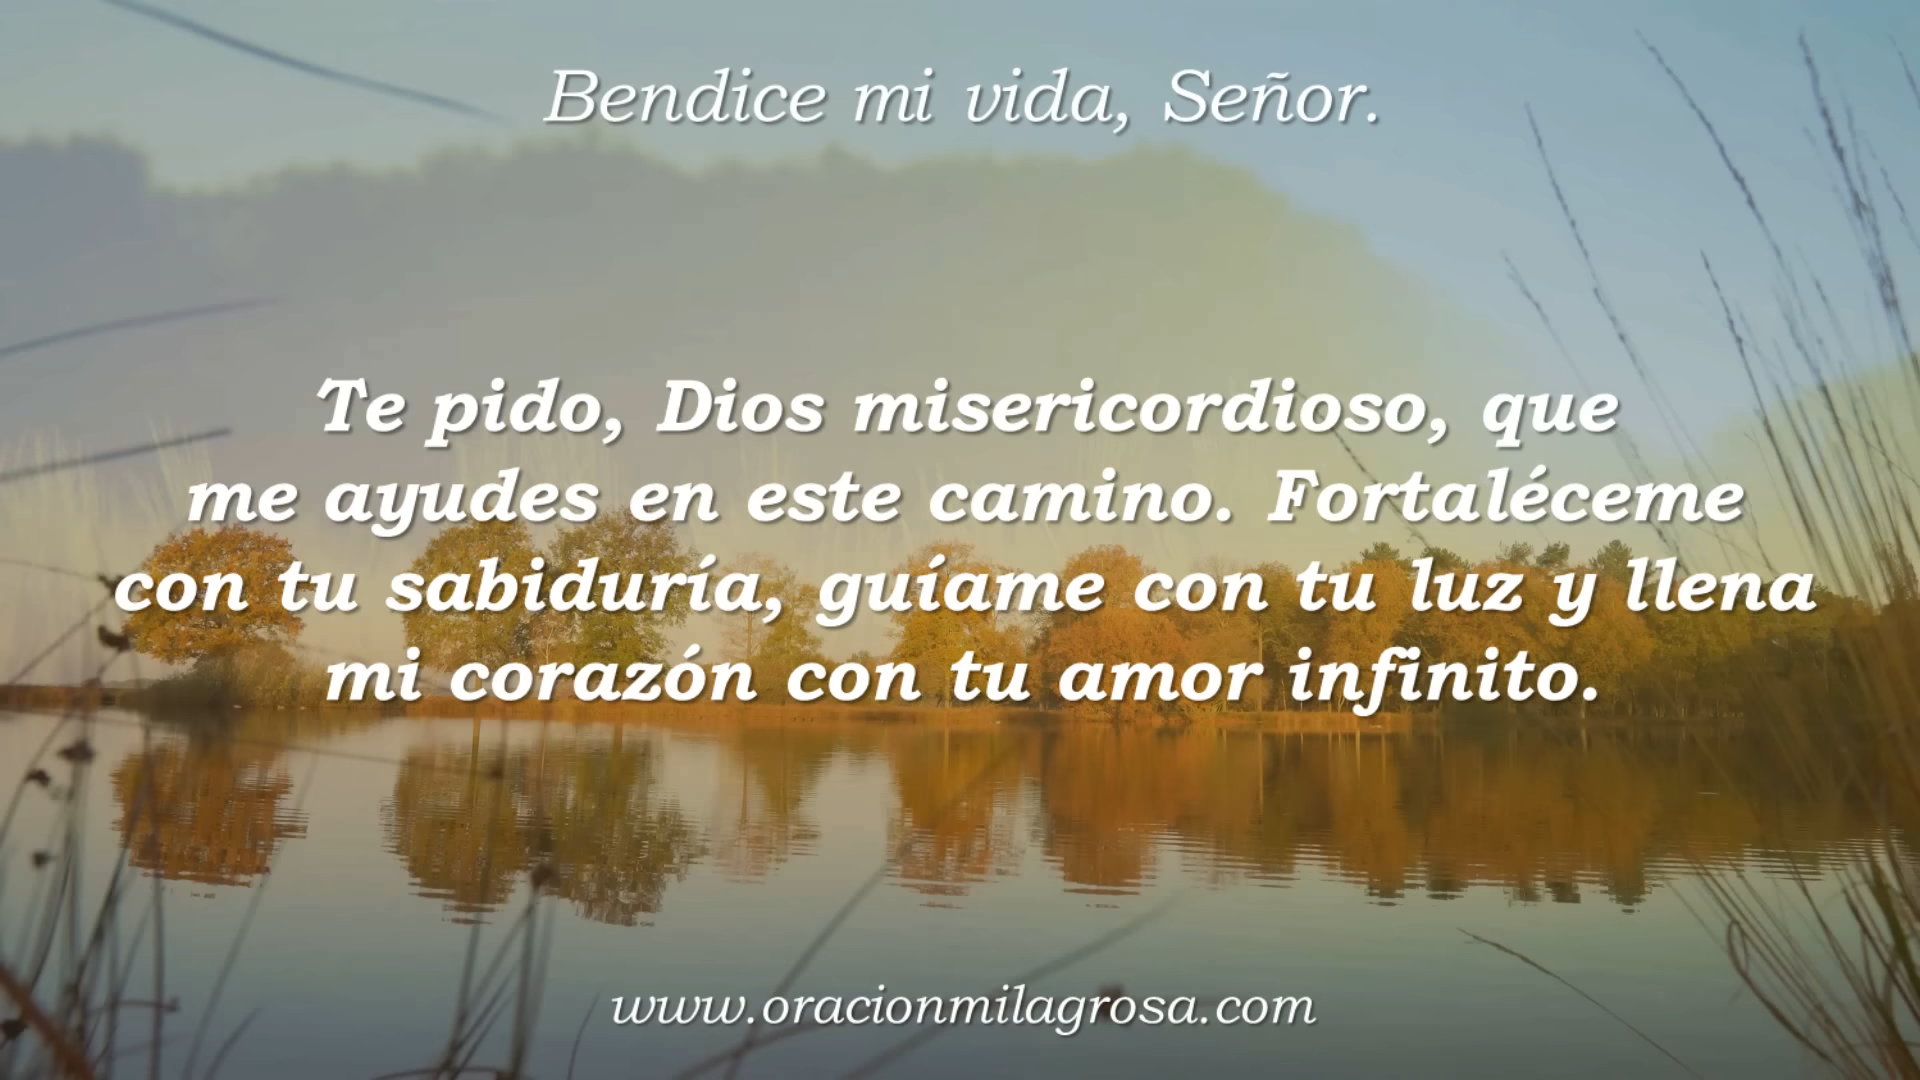 Bendice mi vida, Señor.
Te pido, Dios misericordioso, que
me ayudes en este camino. Fortaléceme
con tu sabiduría, guíame con tu luz y llena
mi corazón con tu amor infinito.
www.oracionmilagrosa.com